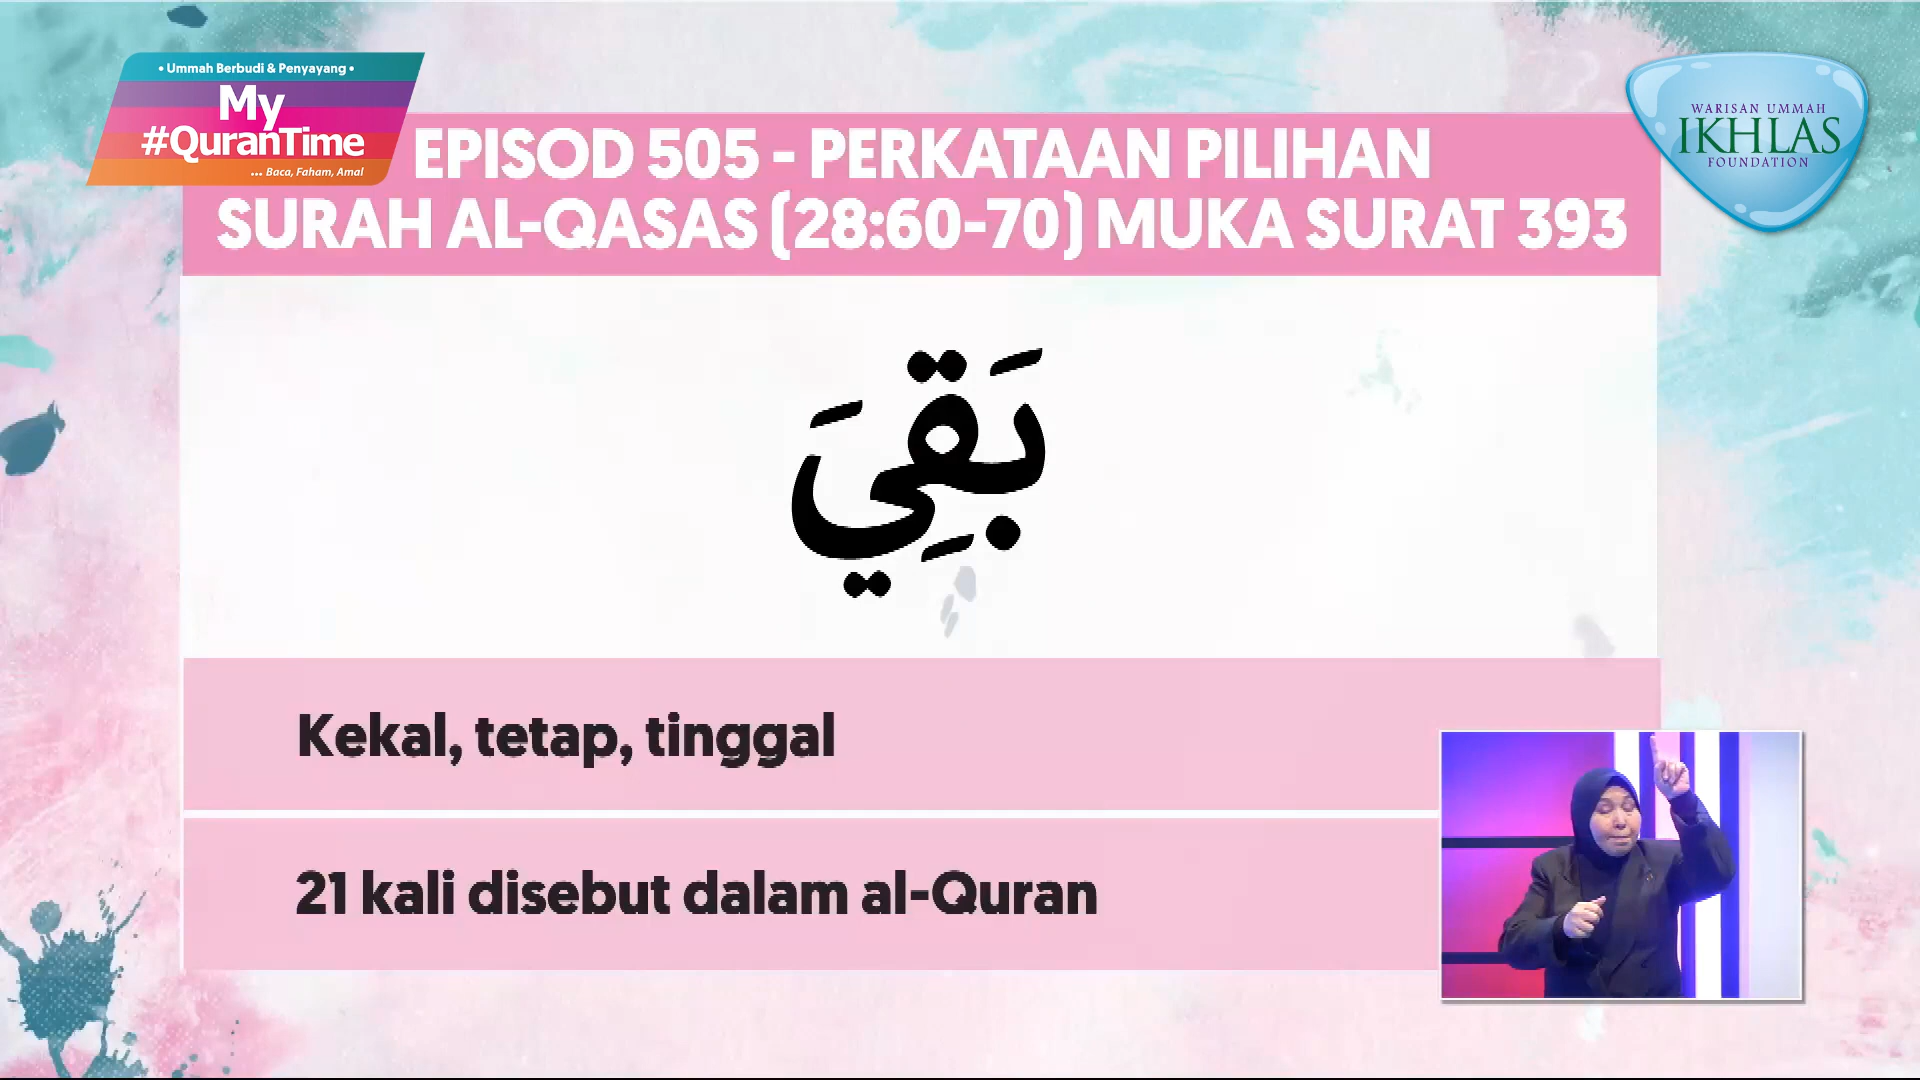 • Ummah Berbudi & Penyayang •
My
#QuranTime
... Baca, Faham, Amal
WARISAN UMMAH
IKHLAS
FOUNDATION
EPISOD 505 - PERKATAAN PILIHAN
SURAH AL-QASAS (28:60-70) MUKA SURAT 393
بَقِيَ
Kekal, tetap, tinggal
21 kali disebut dalam al-Quran